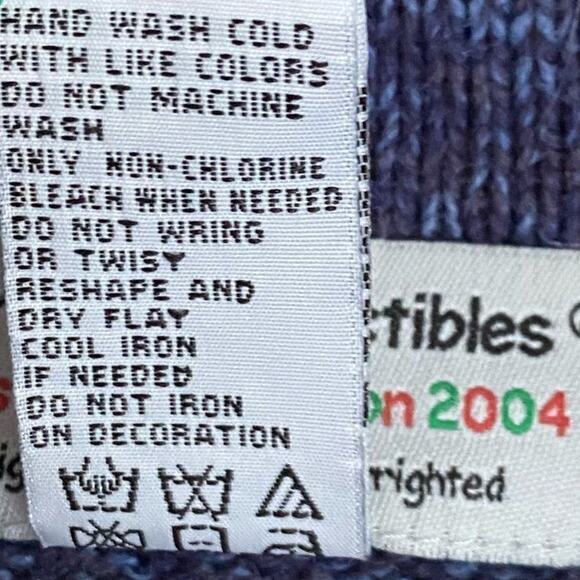 HAND WASH COLD
WITH LIKE COLORS
DO NOT MACHINE
WASH
ONLY NON-CHLORINE
BLEACH WHEN NEEDED
DO NOT WRING
OR TWIST
RESHAPE AND
DRY FLAT
COOL IRON
IF NEEDED
DO NOT IRON
ON DECORATION
tibles
on 2004
righted